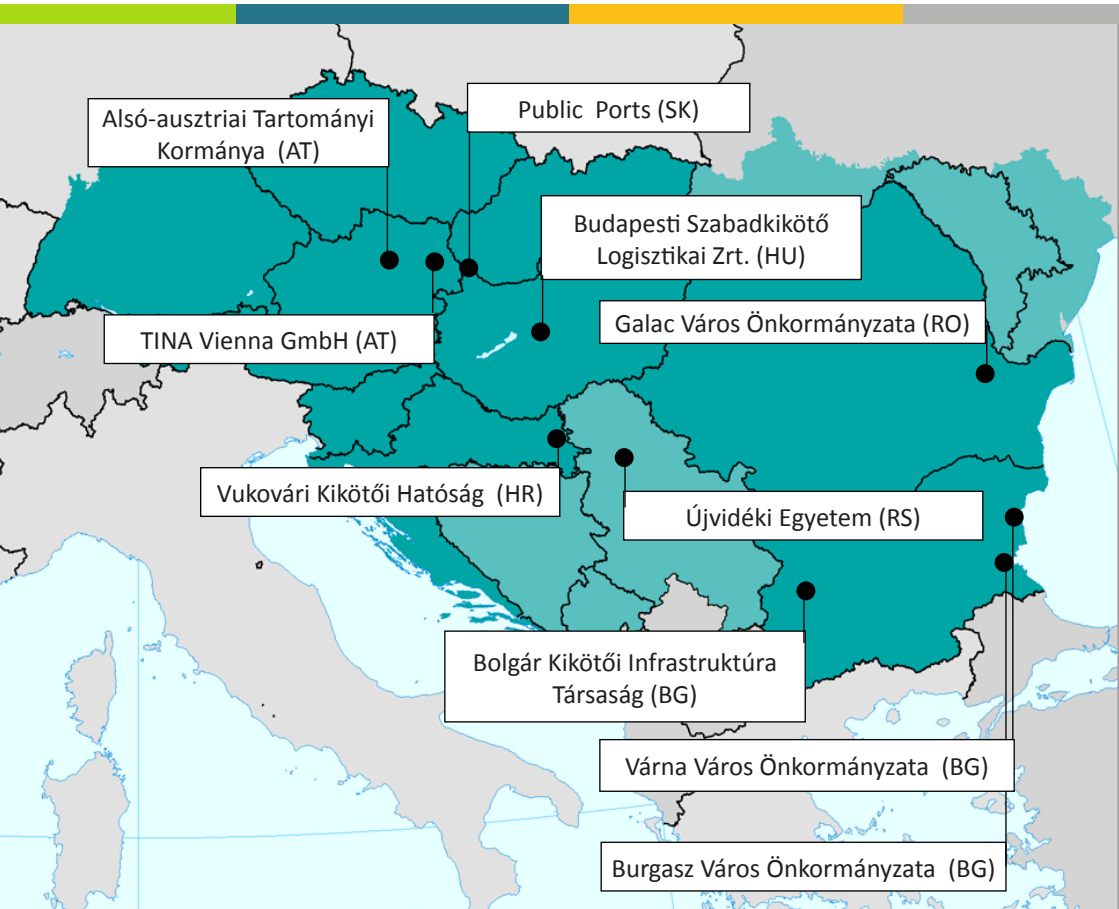 Alsó-ausztriai Tartományi
Kormánya (AT)
Public Ports (SK)
Budapesti Szabadkikötő
Logisztikai Zrt. (HU)
TINA Vienna GmbH (AT)
Galac Város Önkormányzata (RO)
Vukovári Kikötői Hatóság (HR)
Újvidéki Egyetem (RS)
Bolgár Kikötői Infrastruktúra
Társaság (BG)
Várna Város Önkormányzata (BG)
Burgasz Város Önkormányzata (BG)